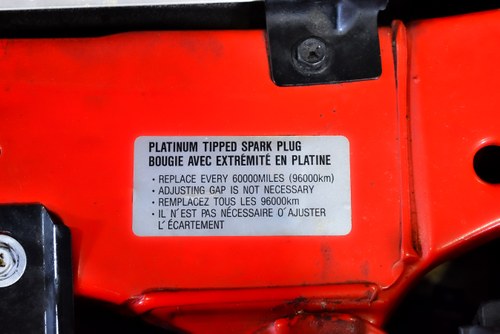 PLATINUM TIPPED SPARK PLUG
BOUGIE AVEC EXTRÉMITÉ EN PLATINE
· REPLACE EVERY 60000MILES (96000km)
· ADJUSTING GAP IS NOT NECESSARY
· REMPLACEZ TOUS LES 96000km
· IL N'EST PAS NÉCESSAIRE D'AJUSTER
L'ÉCARTEMENT